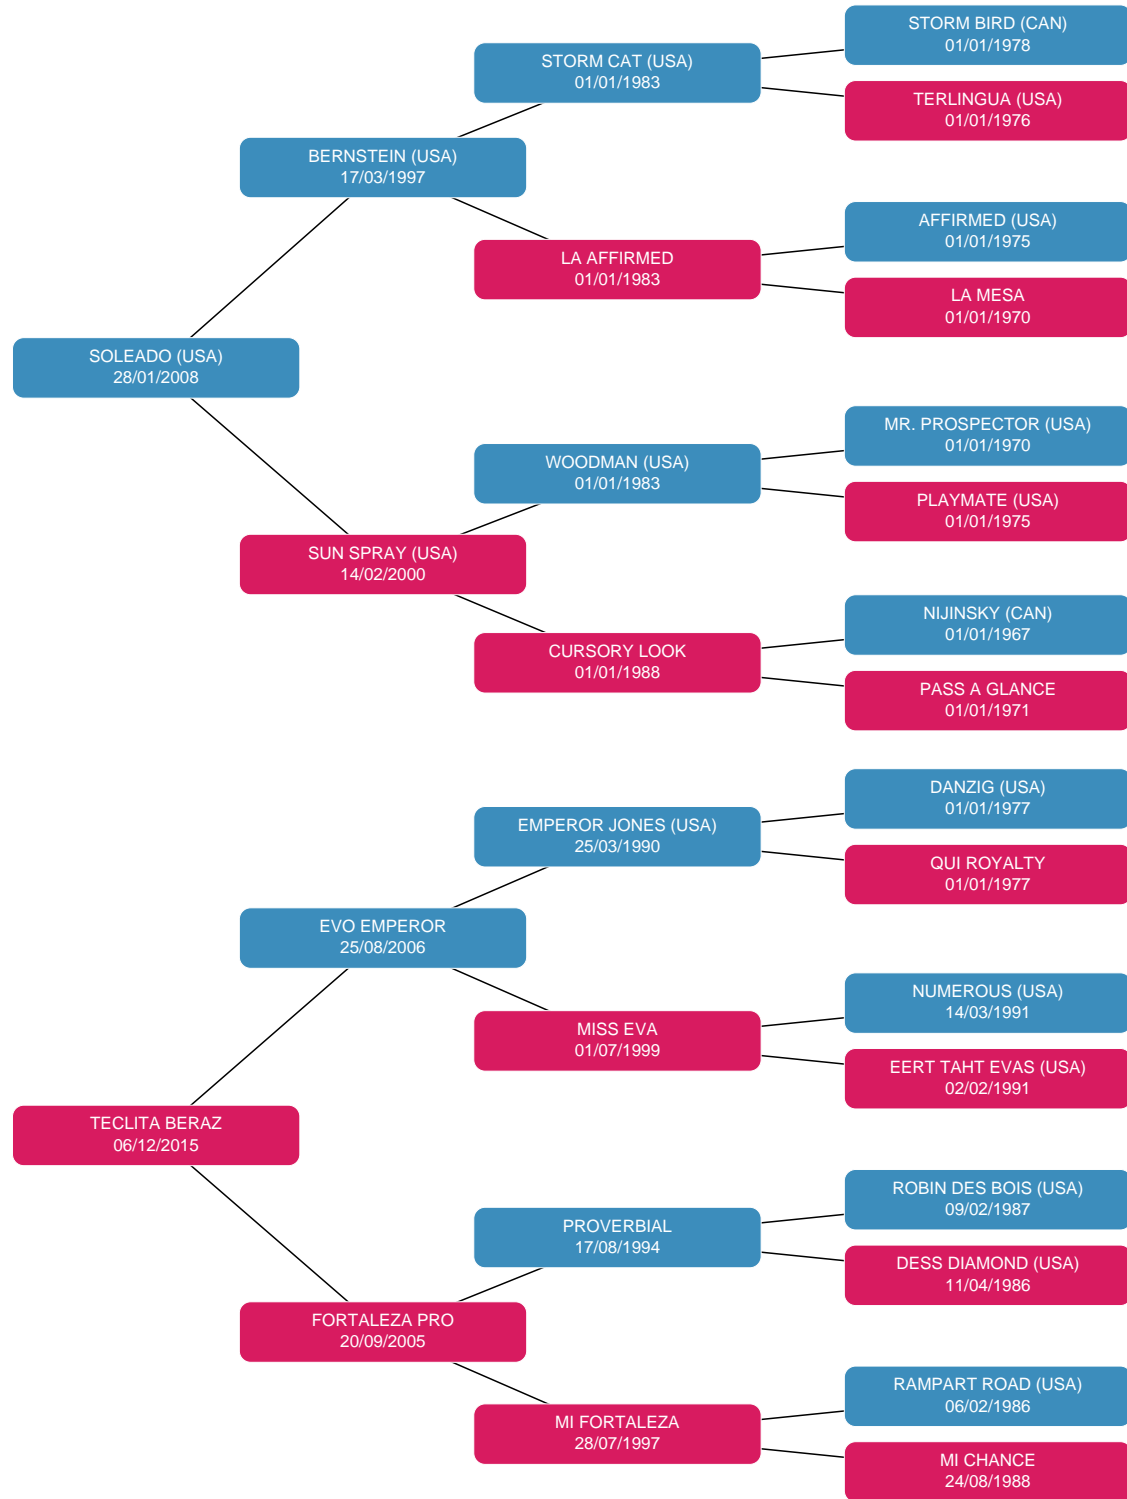 STORM BIRD (CAN)
01/01/1978
STORM CAT (USA)
01/01/1983
TERLINGUA (USA)
01/01/1976
BERNSTEIN (USA)
17/03/1997
AFFIRMED (USA)
01/01/1975
LA AFFIRMED
01/01/1983
LA MESA
01/01/1970
SOLEADO (USA)
28/01/2008
MR. PROSPECTOR (USA)
01/01/1970
WOODMAN (USA)
01/01/1983
PLAYMATE (USA)
01/01/1975
SUN SPRAY (USA)
14/02/2000
NIJINSKY (CAN)
01/01/1967
CURSORY LOOK
01/01/1988
PASS A GLANCE
01/01/1971
DANZIG (USA)
01/01/1977
EMPEROR JONES (USA)
25/03/1990
QUI ROYALTY
01/01/1977
EVO EMPEROR
25/08/2006
NUMEROUS (USA)
14/03/1991
MISS EVA
01/07/1999
EERT TAHT EVAS (USA)
02/02/1991
TECLITA BERAZ
06/12/2015
ROBIN DES BOIS (USA)
09/02/1987
PROVERBIAL
17/08/1994
DESS DIAMOND (USA)
11/04/1986
FORTALEZA PRO
20/09/2005
RAMPART ROAD (USA)
06/02/1986
MI FORTALEZA
28/07/1997
MI CHANCE
24/08/1988